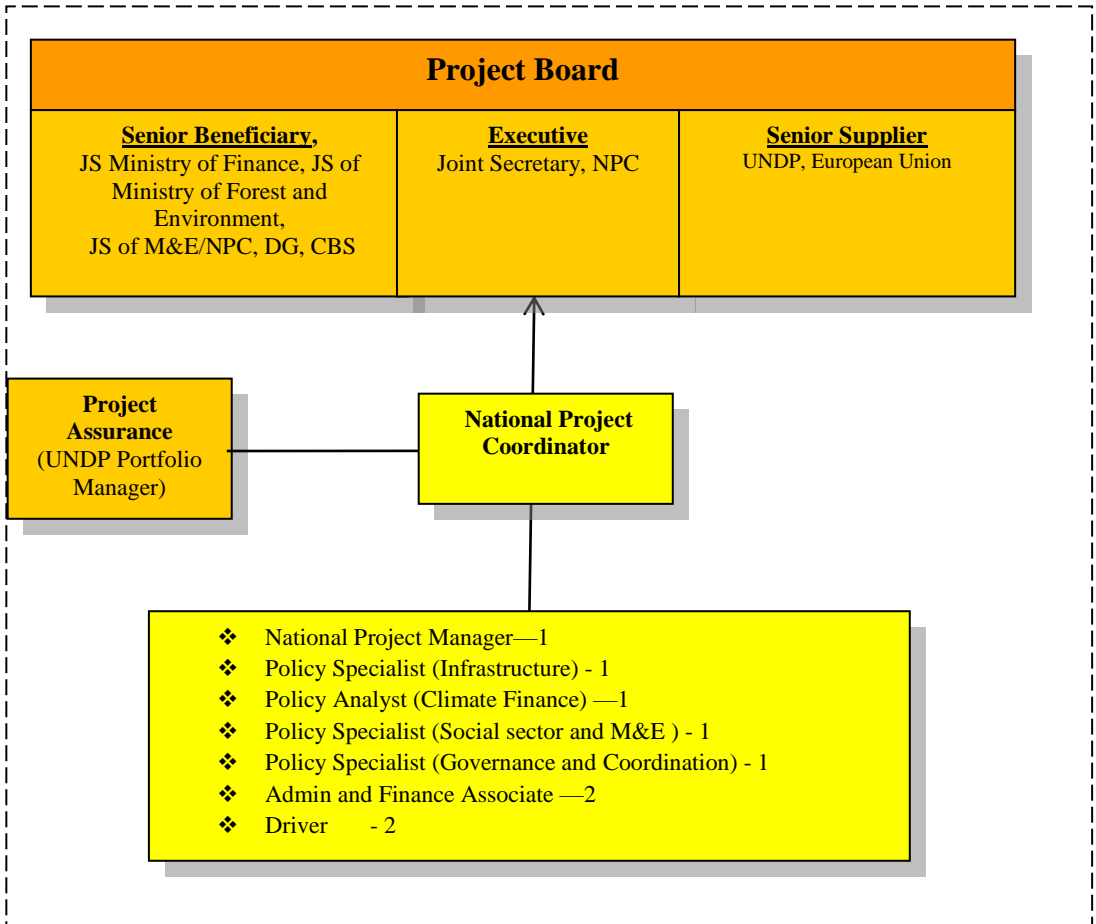 Project Board
Senior Beneficiary,
JS Ministry of Finance, JS of
Ministry of Forest and
Environment,
JS of M&E/NPC, DG, CBS
Executive
Joint Secretary, NPC
Senior Supplier
UNDP, European Union
Project
Assurance
(UNDP Portfolio
Manager)
National Project
Coordinator
❖ National Project Manager—1
❖ Policy Specialist (Infrastructure) - 1
❖ Policy Analyst (Climate Finance) —1
❖ Policy Specialist (Social sector and M&E ) - 1
❖ Policy Specialist (Governance and Coordination) - 1
❖ Admin and Finance Associate —2
❖ Driver - 2